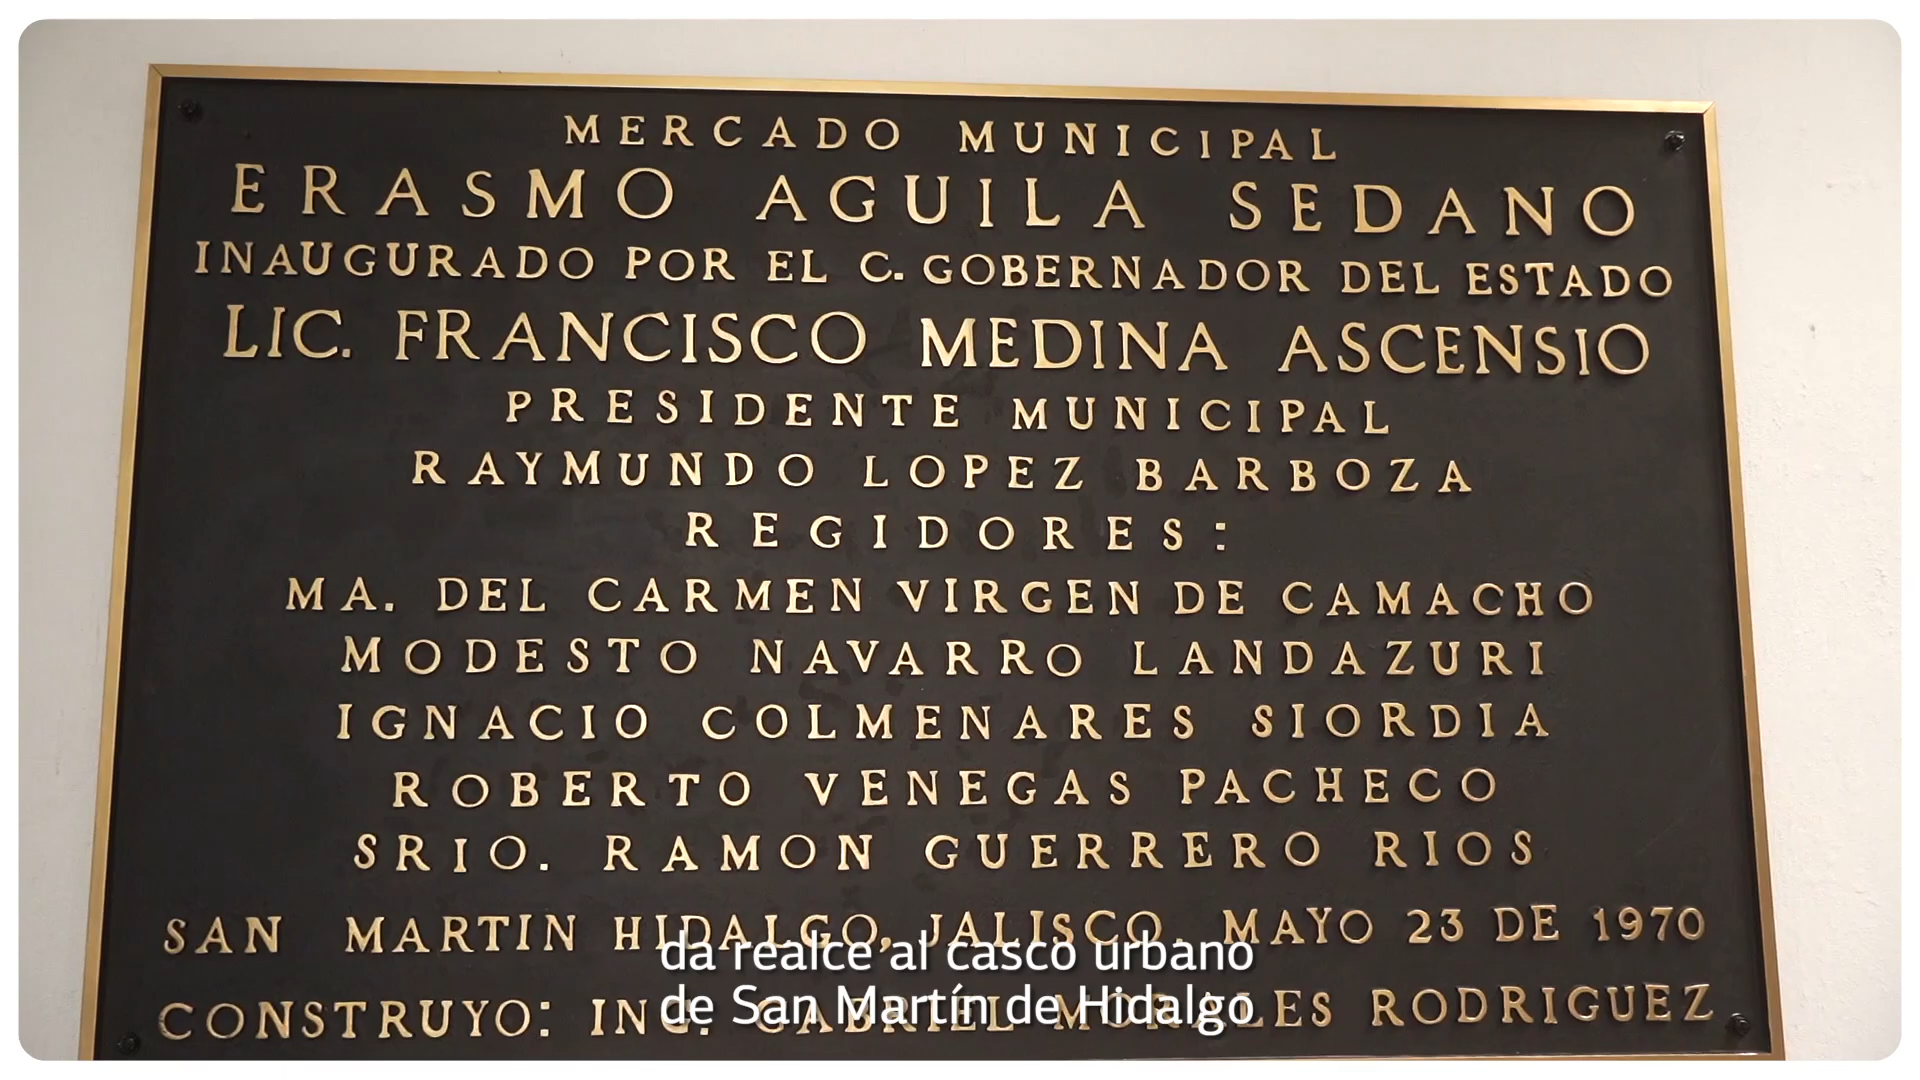 MERCADO MUNICIPAL
ERASMO AGUILA SEDANO
INAUGURADO POR EL C. GOBERNADOR DEL ESTADO
LIC. FRANCISCO MEDINA ASCENSIO
PRESIDENTE MUNICIPAL
RAYMUNDO LOPEZ BARBOZA
REGIDORES:
MA. DEL CARMEN VIRGEN DE CAMACHO
MODESTO NAVARRO LANDAZURI
IGNACIO COLMENARES SIORDIA
ROBERTO VENEGAS PACHECO
SRIO. RAMON GUERRERO RIOS
SAN MARTIN HIDALGO, JALISCO, MAYO 23 DE 1970
CONSTRUYO: ING. GABRIEL MORALES RODRIGUEZ
da realce al casco urbano
de San Martín de Hidalgo